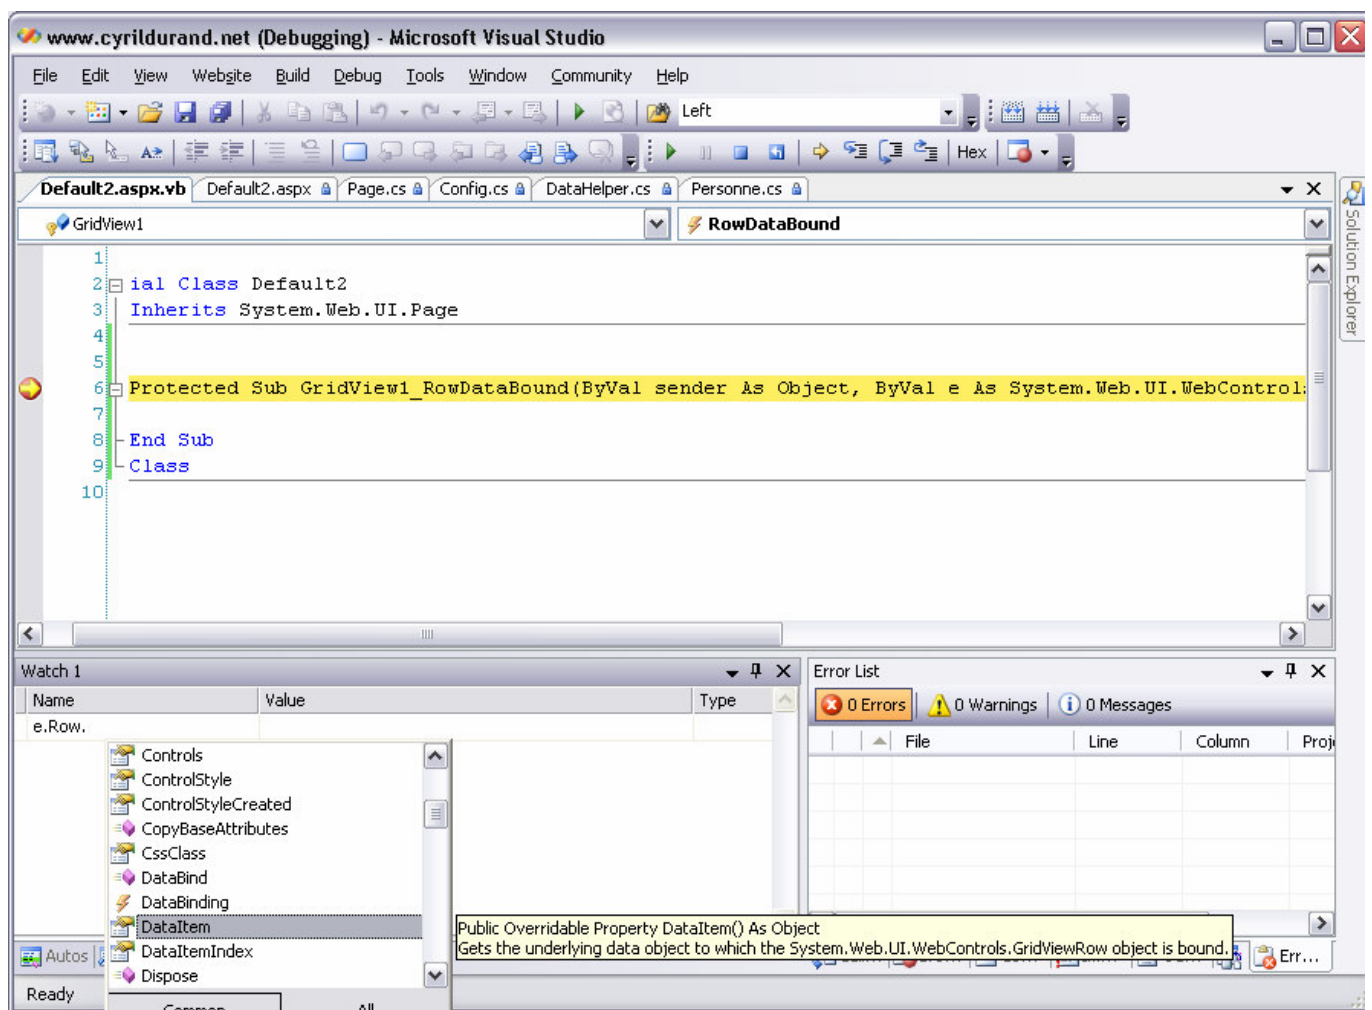 www.cyrildurand.net (Debugging) - Microsoft Visual Studio
File Edit View Website Build Debug Tools Window Community Help
Left
Hex
Default2.aspx.vb Default2.aspx Page.cs Config.cs DataHelper.cs Personne.cs
GridView1 RowDataBound
Solution Explorer
1
2 ial Class Default2
3 Inherits System.Web.UI.Page
4
5
6 Protected Sub GridView1_RowDataBound(ByVal sender As Object, ByVal e As System.Web.UI.WebControl
7
8 End Sub
9 Class
10
Watch 1
Name Value Type
e.Row.
Controls
ControlStyle
ControlStyleCreated
CopyBaseAttributes
CssClass
DataBind
DataBinding
DataItem
DataItemIndex
Dispose
Common All
Public Overridable Property DataItem() As Object
Gets the underlying data object to which the System.Web.UI.WebControls.GridViewRow object is bound.
Error List
0 Errors 0 Warnings 0 Messages
File Line Column Proj
Autos
Err...
Ready